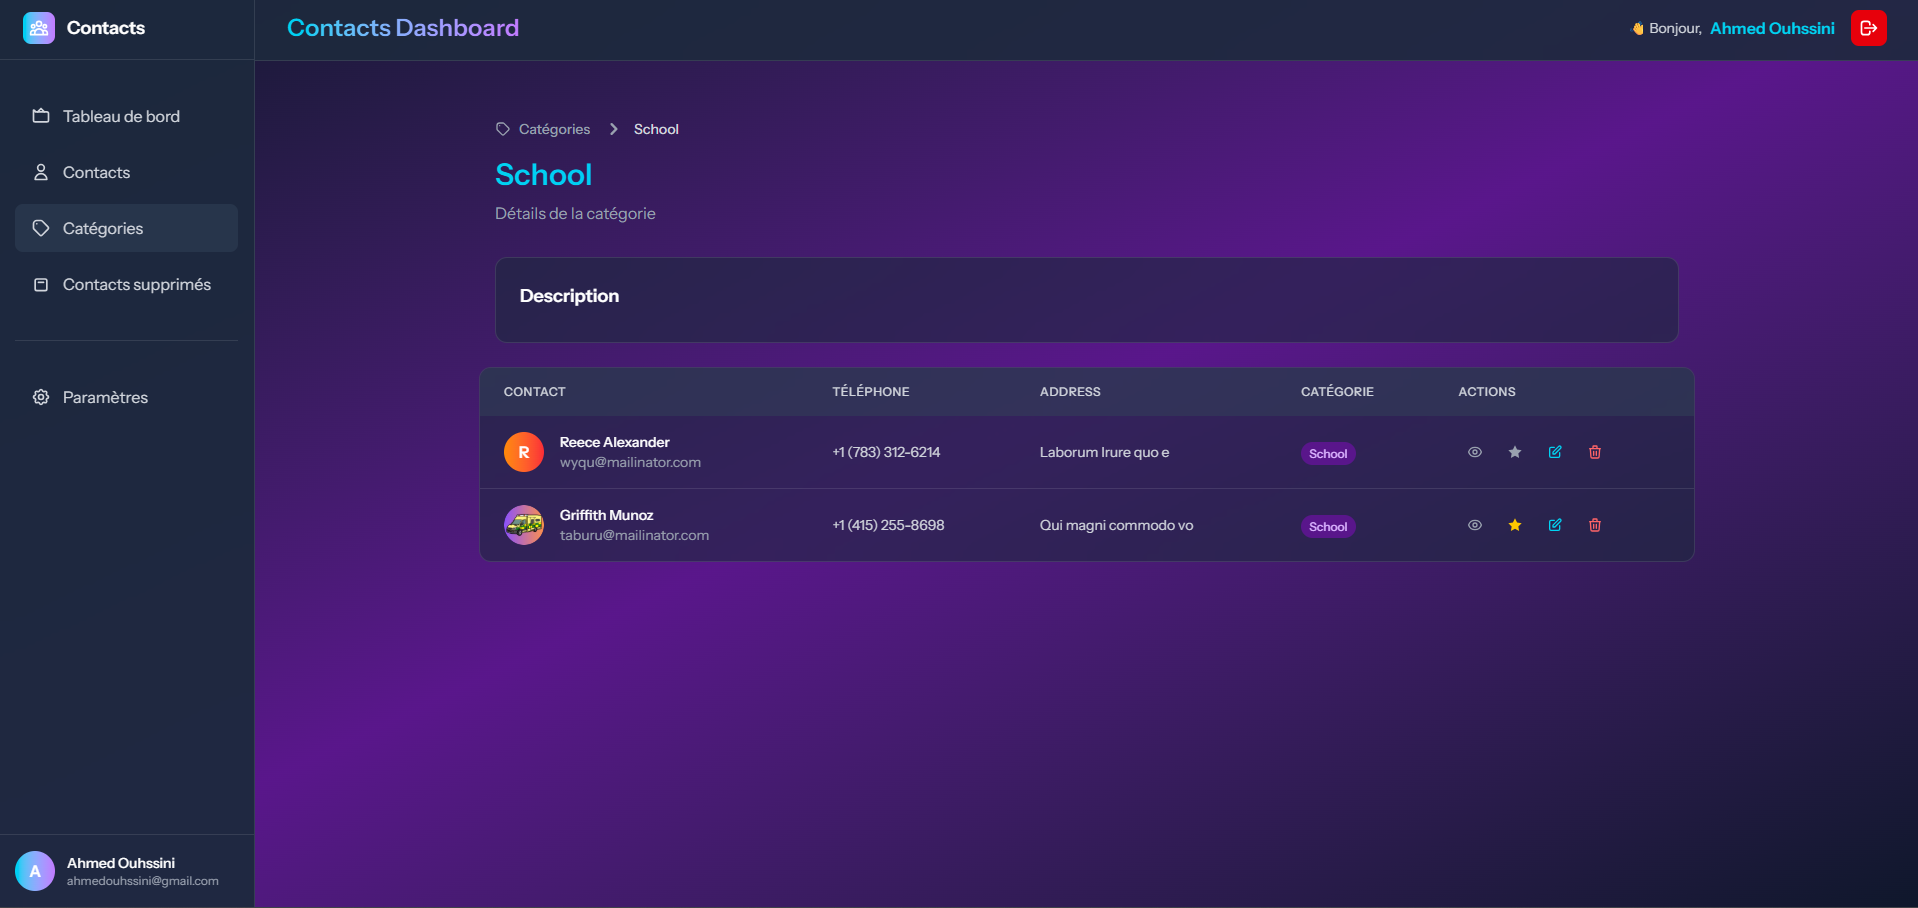 Contacts
Contacts Dashboard
👋 Bonjour, Ahmed Ouhssini
Tableau de bord
Contacts
Catégories
Contacts supprimés
Paramètres
Catégories > School
School
Détails de la catégorie
Description
CONTACT TÉLÉPHONE ADDRESS CATÉGORIE ACTIONS
R Reece Alexander
wyqu@mailinator.com
+1 (783) 312-6214 Laborum Irure quo e School
Griffith Munoz
taburu@mailinator.com
+1 (415) 255-8698 Qui magni commodo vo School
A Ahmed Ouhssini
ahmedouhssini@gmail.com